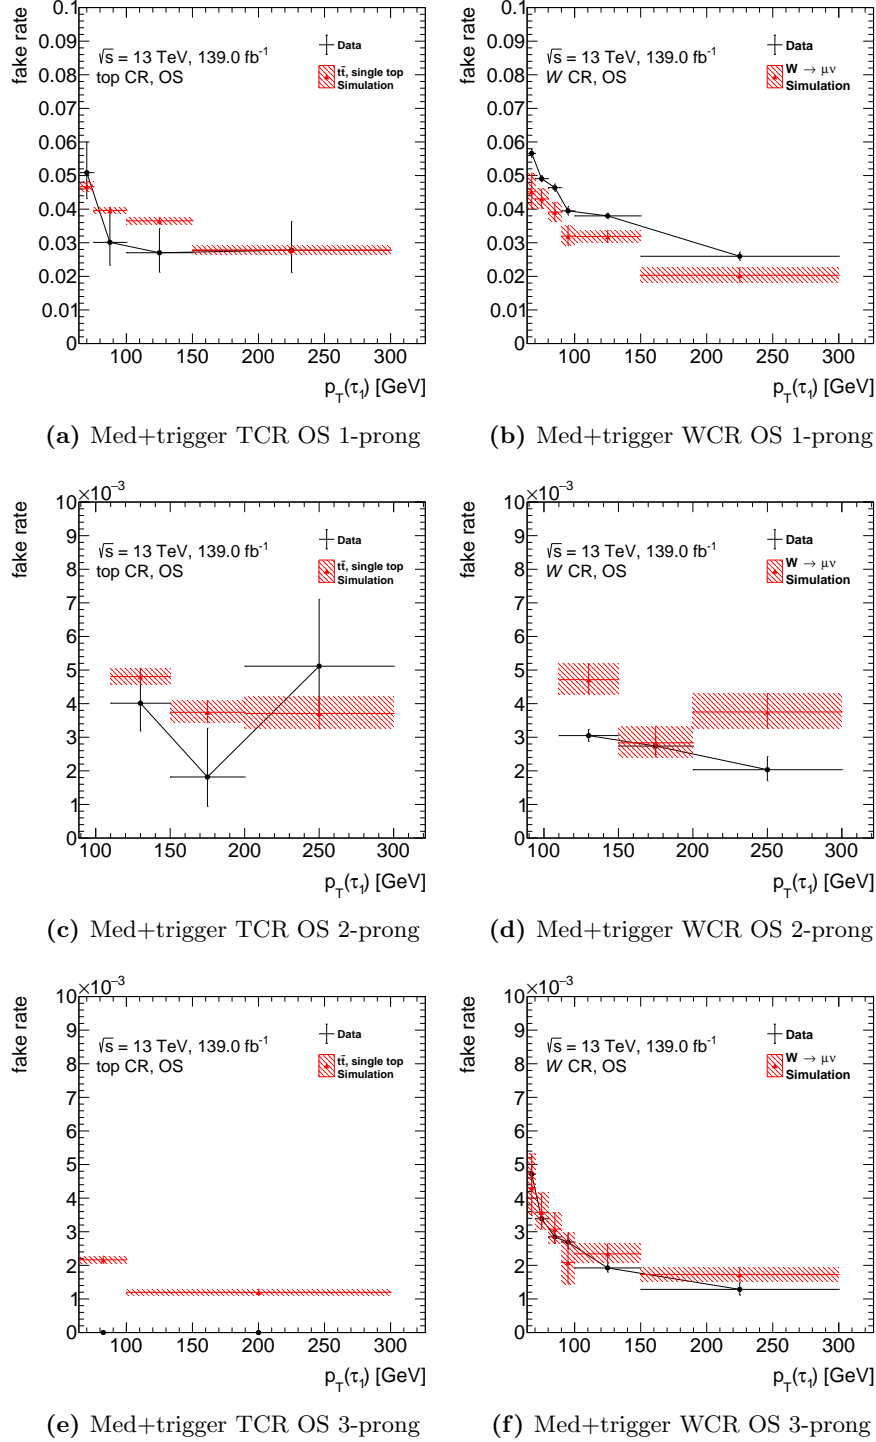 fake rate
0.1
0.09
0.08
0.07
0.06
0.05
0.04
0.03
0.02
0.01
0
√s = 13 TeV, 139.0 fb⁻¹
top CR, OS
Data
tt̄, single top
Simulation
100 150 200 250 300
p_T(τ₁) [GeV]
(a) Med+trigger TCR OS 1-prong
fake rate
0.1
0.09
0.08
0.07
0.06
0.05
0.04
0.03
0.02
0.01
0
√s = 13 TeV, 139.0 fb⁻¹
W CR, OS
Data
W → μν
Simulation
100 150 200 250 300
p_T(τ₁) [GeV]
(b) Med+trigger WCR OS 1-prong
×10⁻³
fake rate
10
9
8
7
6
5
4
3
2
1
0
√s = 13 TeV, 139.0 fb⁻¹
top CR, OS
Data
tt̄, single top
Simulation
100 150 200 250 300
p_T(τ₁) [GeV]
(c) Med+trigger TCR OS 2-prong
×10⁻³
fake rate
10
9
8
7
6
5
4
3
2
1
0
√s = 13 TeV, 139.0 fb⁻¹
W CR, OS
Data
W → μν
Simulation
100 150 200 250 300
p_T(τ₁) [GeV]
(d) Med+trigger WCR OS 2-prong
×10⁻³
fake rate
10
9
8
7
6
5
4
3
2
1
0
√s = 13 TeV, 139.0 fb⁻¹
top CR, OS
Data
tt̄, single top
Simulation
100 150 200 250 300
p_T(τ₁) [GeV]
(e) Med+trigger TCR OS 3-prong
×10⁻³
fake rate
10
9
8
7
6
5
4
3
2
1
0
√s = 13 TeV, 139.0 fb⁻¹
W CR, OS
Data
W → μν
Simulation
100 150 200 250 300
p_T(τ₁) [GeV]
(f) Med+trigger WCR OS 3-prong